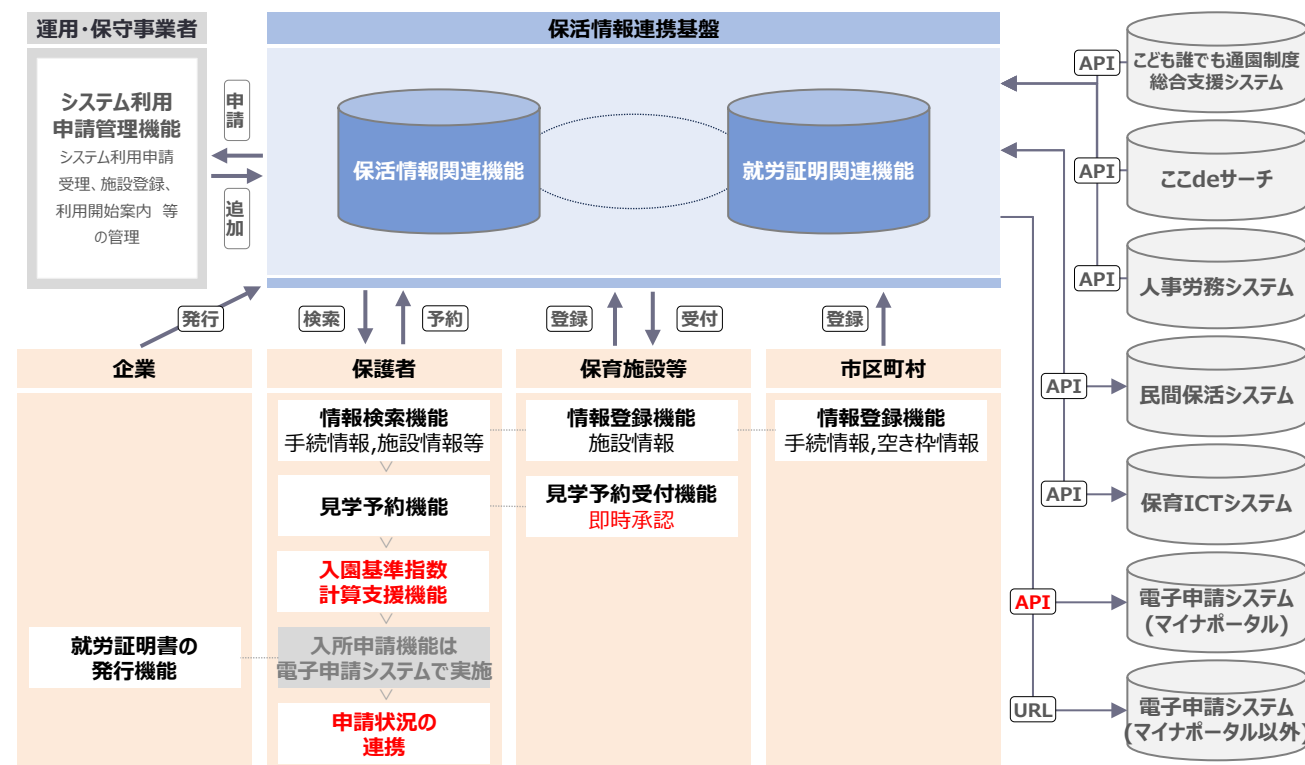 運用・保守事業者
システム利用
申請管理機能
システム利用申請
受理、施設登録、
利用開始案内 等
の管理
申請
追加
保活情報連携基盤
保活情報関連機能
就労証明関連機能
発行
検索
予約
登録
受付
登録
企業
就労証明書の
発行機能
保護者
情報検索機能
手続情報,施設情報等
見学予約機能
入園基準指数
計算支援機能
入所申請機能は
電子申請システムで実施
申請状況の
連携
保育施設等
情報登録機能
施設情報
見学予約受付機能
即時承認
市区町村
情報登録機能
手続情報,空き枠情報
API
こども誰でも通園制度
総合支援システム
API
ここdeサーチ
API
人事労務システム
API
民間保活システム
API
保育ICTシステム
API
電子申請システム
(マイナポータル)
URL
電子申請システム
(マイナポータル以外)